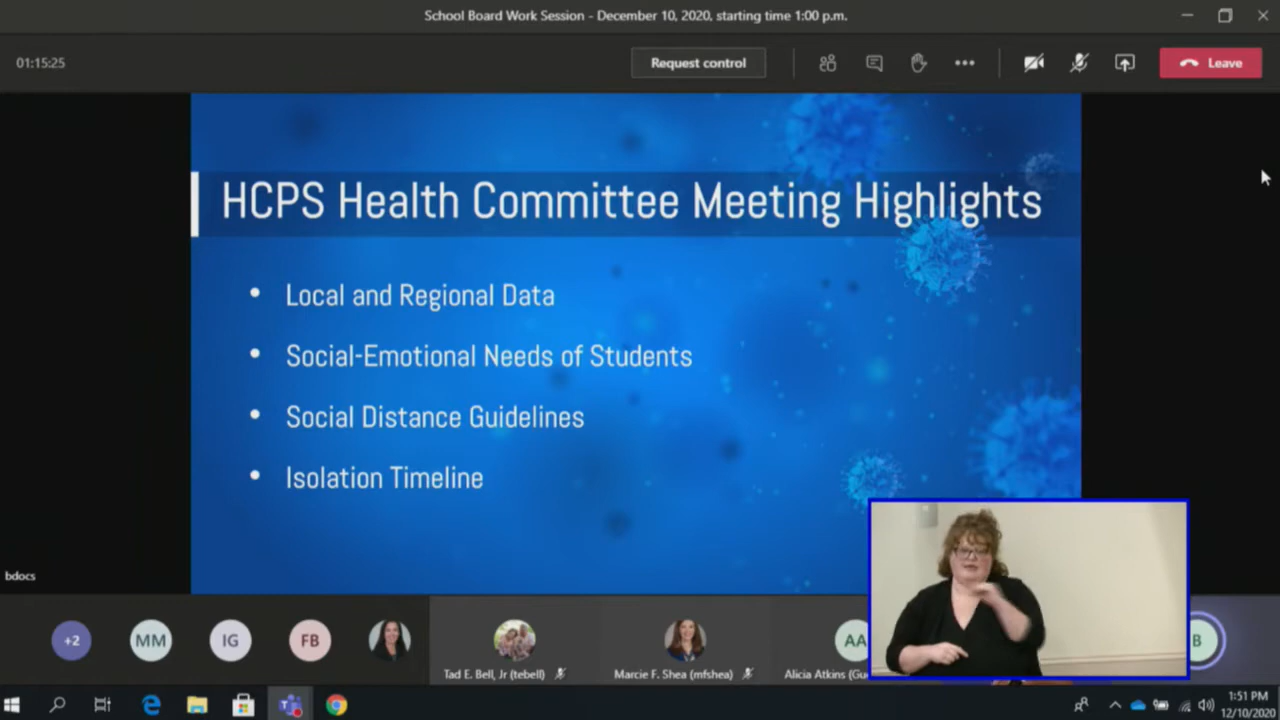 School Board Work Session - December 10, 2020, starting time 1:00 p.m.
01:15:25
Request control
Leave
HCPS Health Committee Meeting Highlights
• Local and Regional Data
• Social-Emotional Needs of Students
• Social Distance Guidelines
• Isolation Timeline
bdocs
+2
MM
IG
FB
AA
B
Tad E. Bell, Jr (tebell)
Marcie F. Shea (mfshea)
Alicia Atkins (Gu
1:51 PM
12/10/2020